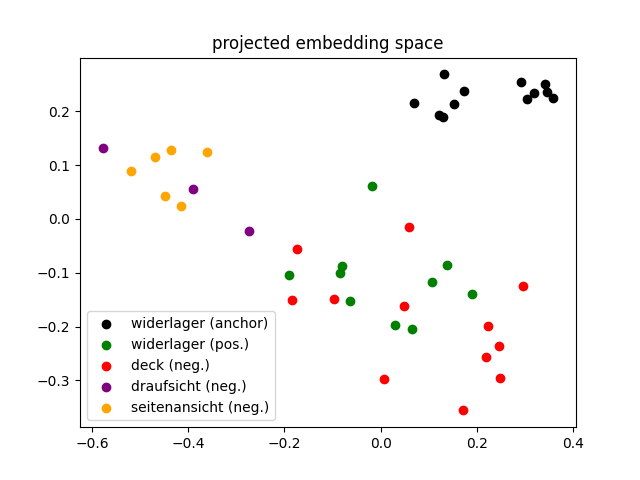 projected embedding space
0.2
0.1
0.0
−0.1
−0.2
−0.3
widerlager (anchor)
widerlager (pos.)
deck (neg.)
draufsicht (neg.)
seitenansicht (neg.)
−0.6
−0.4
−0.2
0.0
0.2
0.4